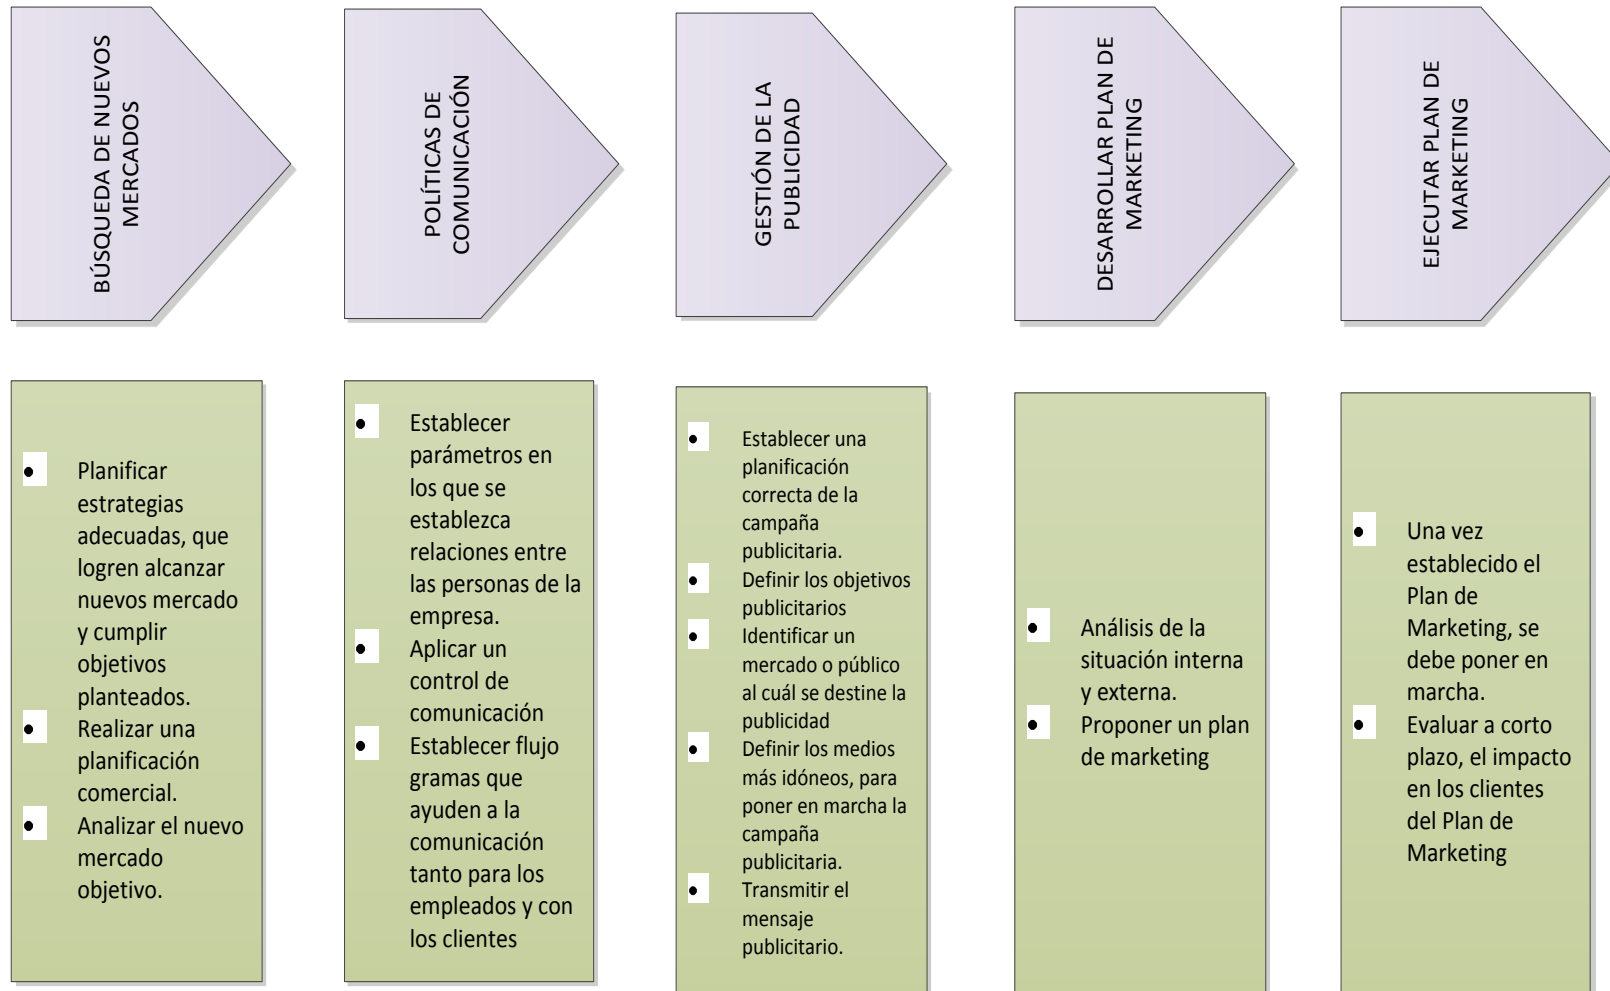 BÚSQUEDA DE NUEVOS
MERCADOS
POLÍTICAS DE
COMUNICACIÓN
GESTIÓN DE LA
PUBLICIDAD
DESARROLLAR PLAN DE
MARKETING
EJECUTAR PLAN DE
MARKETING
• Planificar
estrategias
adecuadas, que
logren alcanzar
nuevos mercado
y cumplir
objetivos
planteados.
• Realizar una
planificación
comercial.
• Analizar el nuevo
mercado
objetivo.
• Establecer
parámetros en
los que se
establezca
relaciones entre
las personas de la
empresa.
• Aplicar un
control de
comunicación
• Establecer flujo
gramas que
ayuden a la
comunicación
tanto para los
empleados y con
los clientes
• Establecer una
planificación
correcta de la
campaña
publicitaria.
• Definir los objetivos
publicitarios
• Identificar un
mercado o público
al cuál se destine la
publicidad
• Definir los medios
más idóneos, para
poner en marcha la
campaña
publicitaria.
• Transmitir el
mensaje
publicitario.
• Análisis de la
situación interna
y externa.
• Proponer un plan
de marketing
• Una vez
establecido el
Plan de
Marketing, se
debe poner en
marcha.
• Evaluar a corto
plazo, el impacto
en los clientes
del Plan de
Marketing